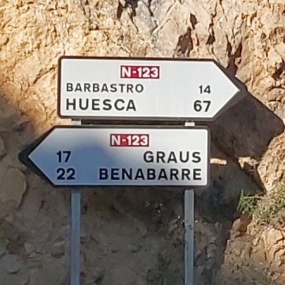 N-123
BARBASTRO 14
HUESCA 67
N-123
17 GRAUS
22 BENABARRE